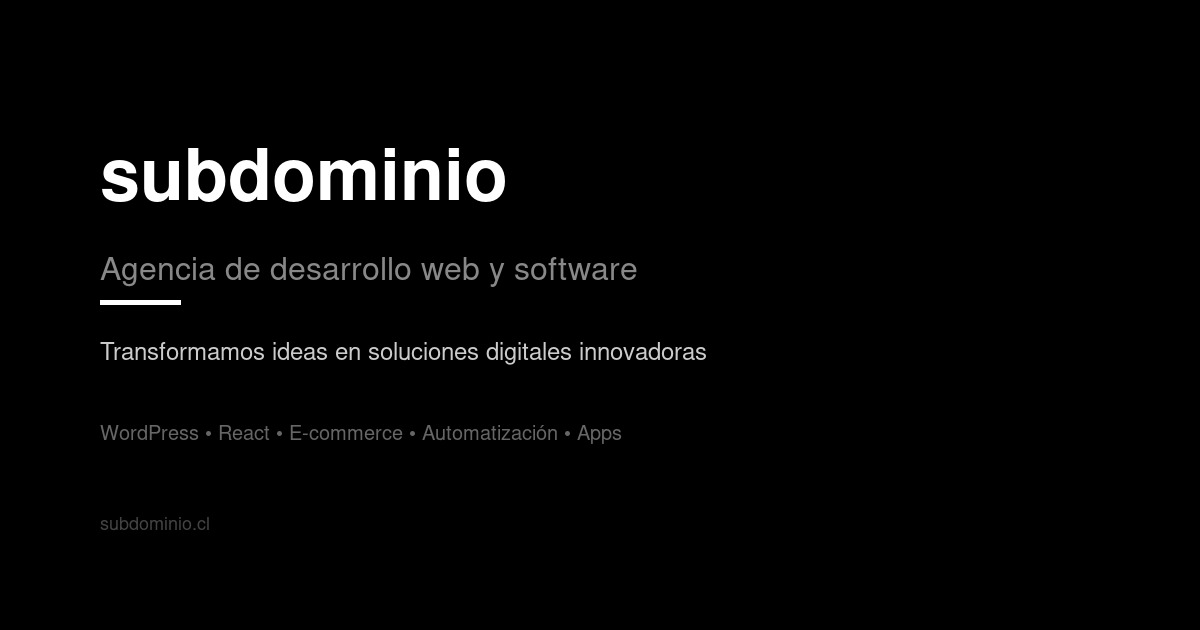 subdominio
Agencia de desarrollo web y software
Transformamos ideas en soluciones digitales innovadoras
WordPress • React • E-commerce • Automatización • Apps
subdominio.cl